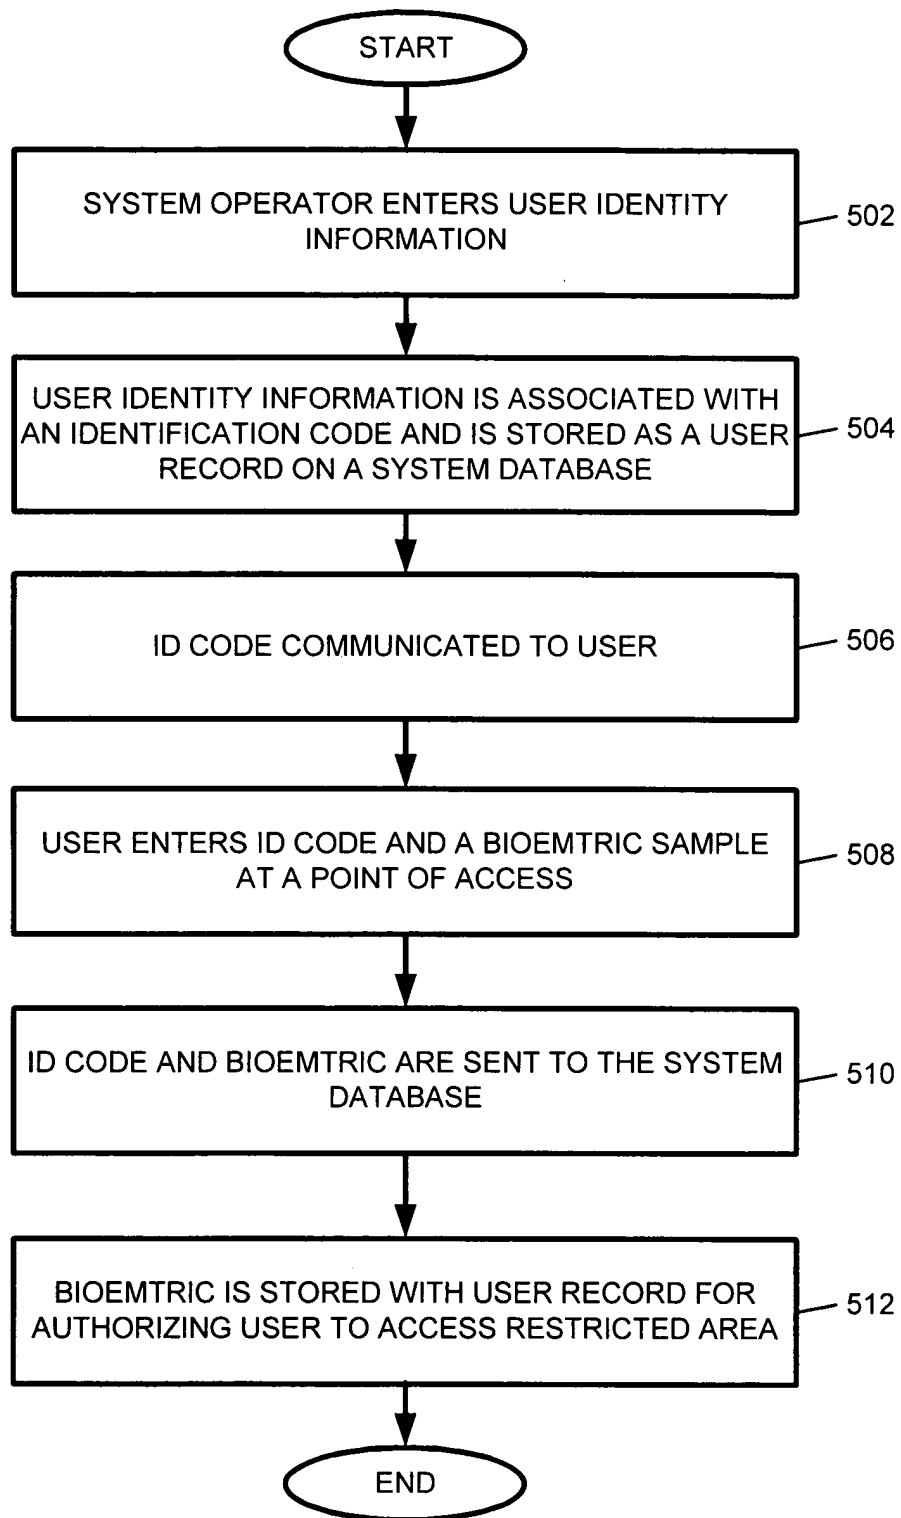 START
SYSTEM OPERATOR ENTERS USER IDENTITY
INFORMATION
502
USER IDENTITY INFORMATION IS ASSOCIATED WITH
AN IDENTIFICATION CODE AND IS STORED AS A USER
RECORD ON A SYSTEM DATABASE
504
ID CODE COMMUNICATED TO USER
506
USER ENTERS ID CODE AND A BIOEMTRIC SAMPLE
AT A POINT OF ACCESS
508
ID CODE AND BIOEMTRIC ARE SENT TO THE SYSTEM
DATABASE
510
BIOEMTRIC IS STORED WITH USER RECORD FOR
AUTHORIZING USER TO ACCESS RESTRICTED AREA
512
END